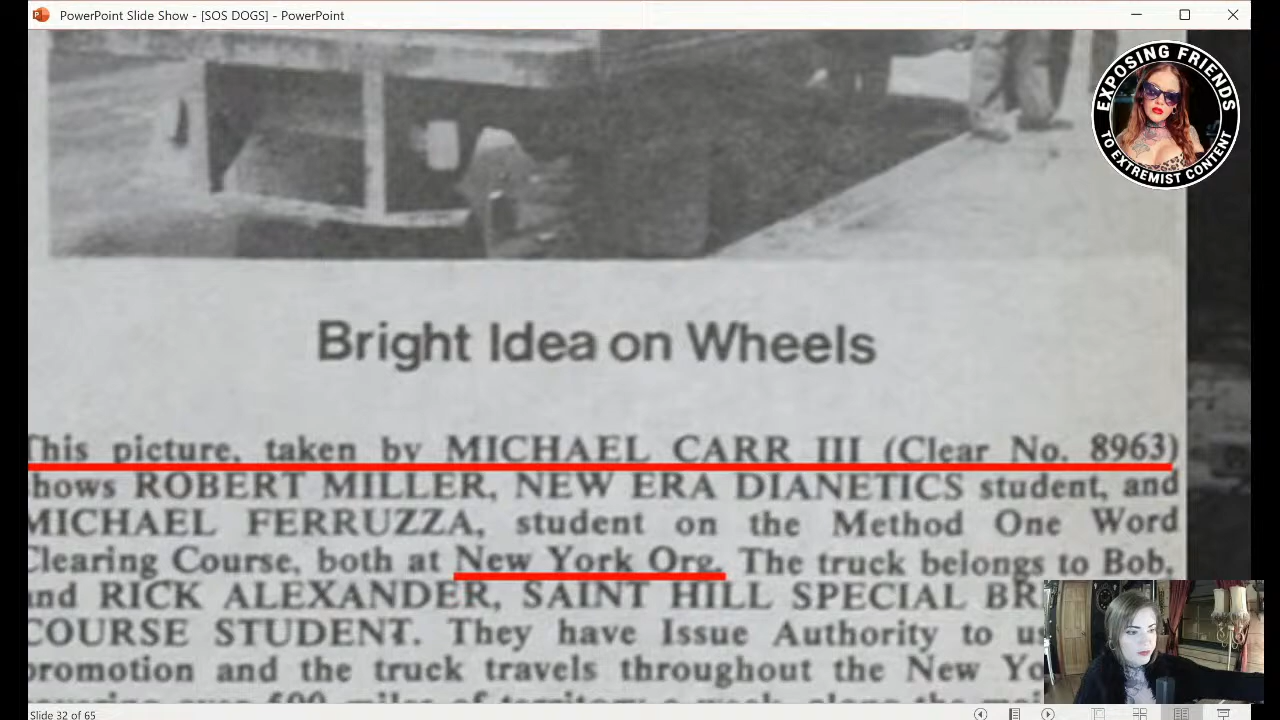 PowerPoint Slide Show - [SOS DOGS] - PowerPoint
EXPOSING FRIENDS
TO EXTREMIST CONTENT
Bright Idea on Wheels
This picture, taken by MICHAEL CARR III (Clear No. 8963)
shows ROBERT MILLER, NEW ERA DIANETICS student, and
MICHAEL FERRUZZA, student on the Method One Word
Clearing Course, both at New York Org. The truck belongs to Bob,
and RICK ALEXANDER, SAINT HILL SPECIAL BR
COURSE STUDENT. They have Issue Authority to us
promotion and the truck travels throughout the New Yo
Slide 32 of 65